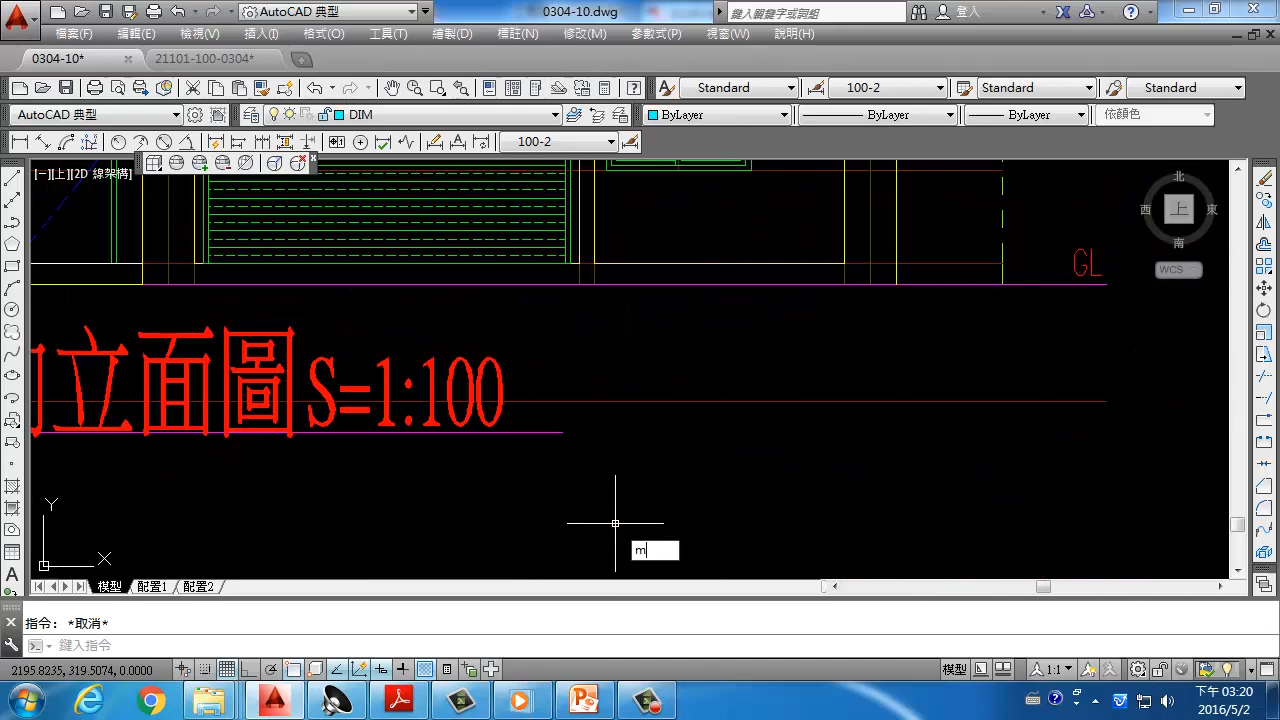 AutoCAD 典型
0304-10.dwg
鍵入關鍵字或詞組
登入
檔案(F) 編輯(E) 檢視(V) 插入(I) 格式(O) 工具(T) 繪製(D) 標註(N) 修改(M) 參數式(P) 視窗(W) 說明(H)
0304-10* 21101-100-0304*
Standard 100-2 Standard Standard
AutoCAD 典型 DIM ByLayer ByLayer ByLayer 依顏色
100-2
[−][上][2D 線架構]
北
西 上 東
南
WCS
GL
立面圖 S=1:100
m
Y
X
模型 配置1 配置2
指令: *取消*
鍵入指令
2195.8235, 319.5074, 0.0000
模型 1:1
下午 03:20
2016/5/2